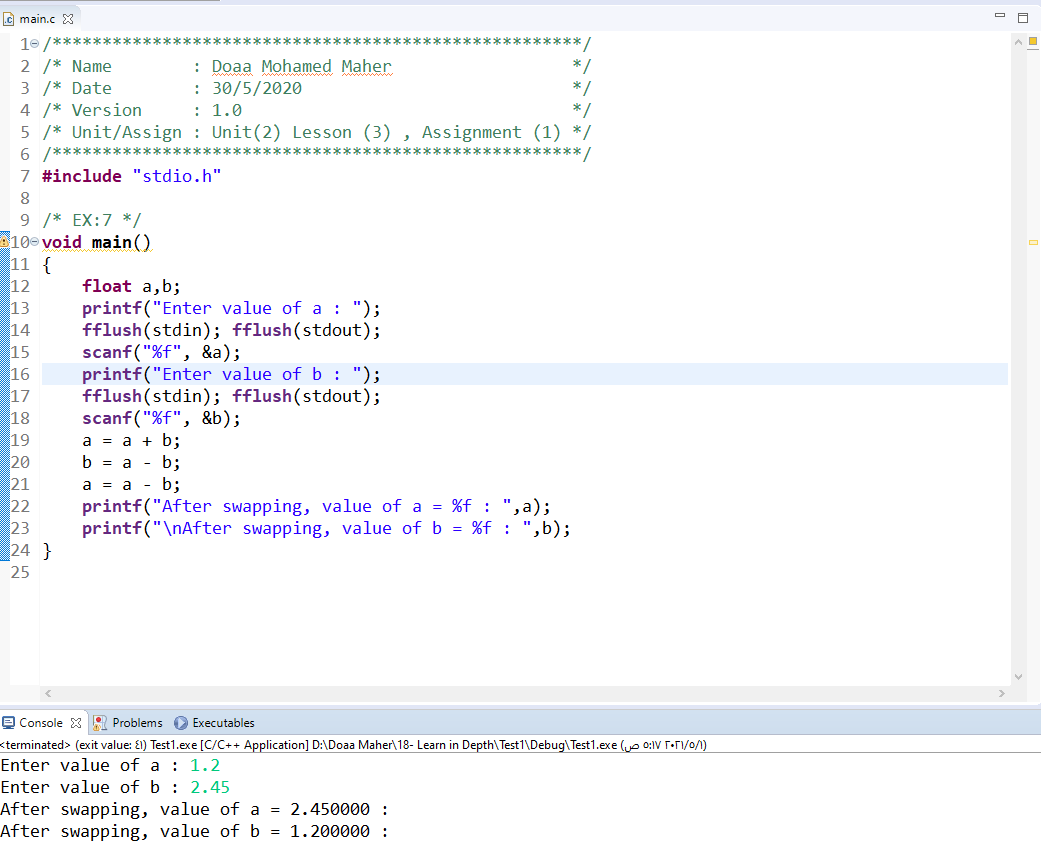 main.c
1 /*****************************************************/
2 /* Name : Doaa Mohamed Maher */
3 /* Date : 30/5/2020 */
4 /* Version : 1.0 */
5 /* Unit/Assign : Unit(2) Lesson (3) , Assignment (1) */
6 /*****************************************************/
7 #include "stdio.h"
8
9 /* EX:7 */
10 void main()
11 {
12 float a,b;
13 printf("Enter value of a : ");
14 fflush(stdin); fflush(stdout);
15 scanf("%f", &a);
16 printf("Enter value of b : ");
17 fflush(stdin); fflush(stdout);
18 scanf("%f", &b);
19 a = a + b;
20 b = a - b;
21 a = a - b;
22 printf("After swapping, value of a = %f : ",a);
23 printf("\nAfter swapping, value of b = %f : ",b);
24 }
25
Console Problems Executables
<terminated> (exit value: ٤١) Test1.exe [C/C++ Application] D:\Doaa Maher\18- Learn in Depth\Test1\Debug\Test1.exe (٢٠٢١/٥/١ ٥:١٧ ص)
Enter value of a : 1.2
Enter value of b : 2.45
After swapping, value of a = 2.450000 :
After swapping, value of b = 1.200000 :